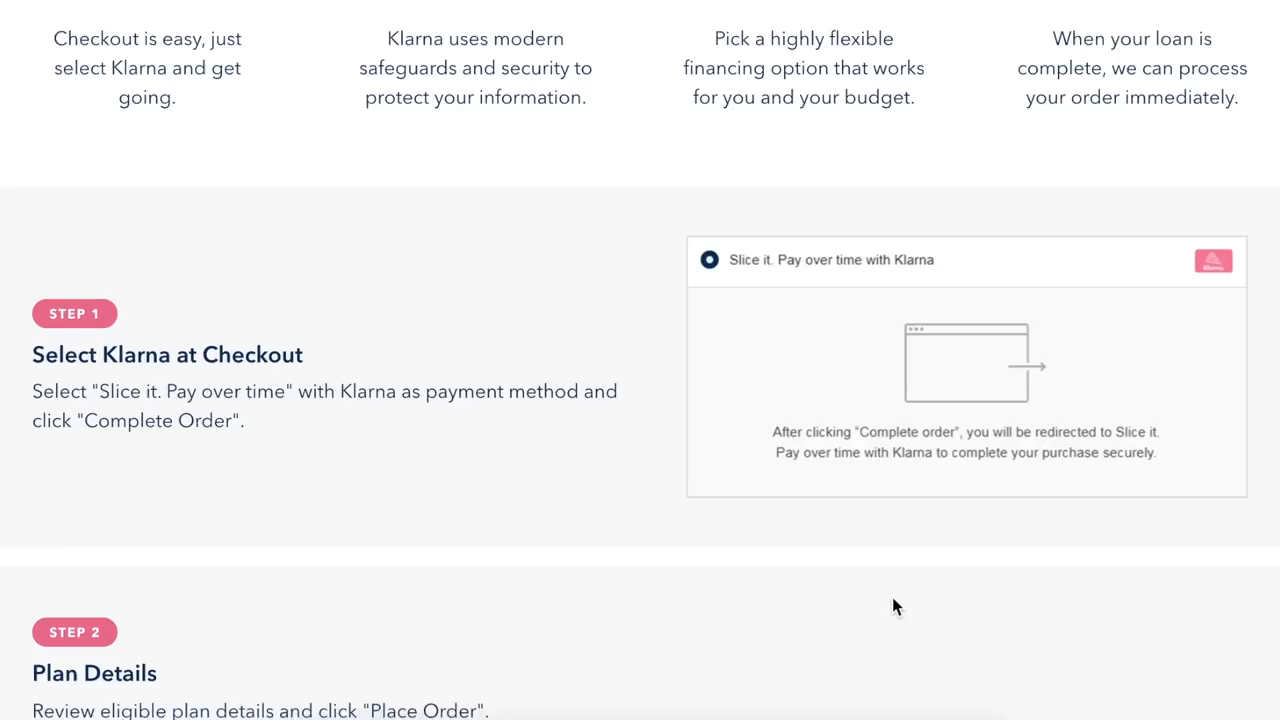 Checkout is easy, just
select Klarna and get
going.
Klarna uses modern
safeguards and security to
protect your information.
Pick a highly flexible
financing option that works
for you and your budget.
When your loan is
complete, we can process
your order immediately.
STEP 1
Select Klarna at Checkout
Select "Slice it. Pay over time" with Klarna as payment method and
click "Complete Order".
Slice it. Pay over time with Klarna
Klarna
After clicking “Complete order”, you will be redirected to Slice it.
Pay over time with Klarna to complete your purchase securely.
STEP 2
Plan Details
Review eligible plan details and click "Place Order".